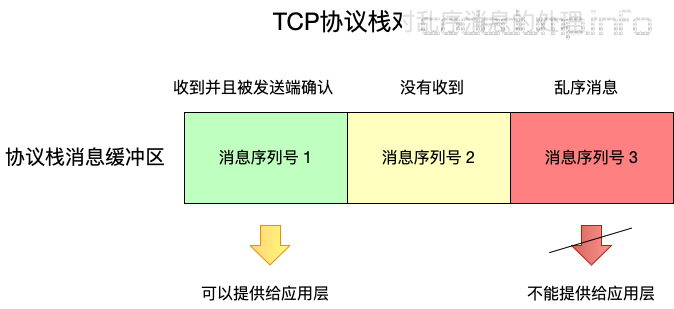 TCP协议栈对乱序消息的处理
收到并且被发送端确认 没有收到 乱序消息
协议栈消息缓冲区 消息序列号 1 消息序列号 2 消息序列号 3
可以提供给应用层 不能提供给应用层